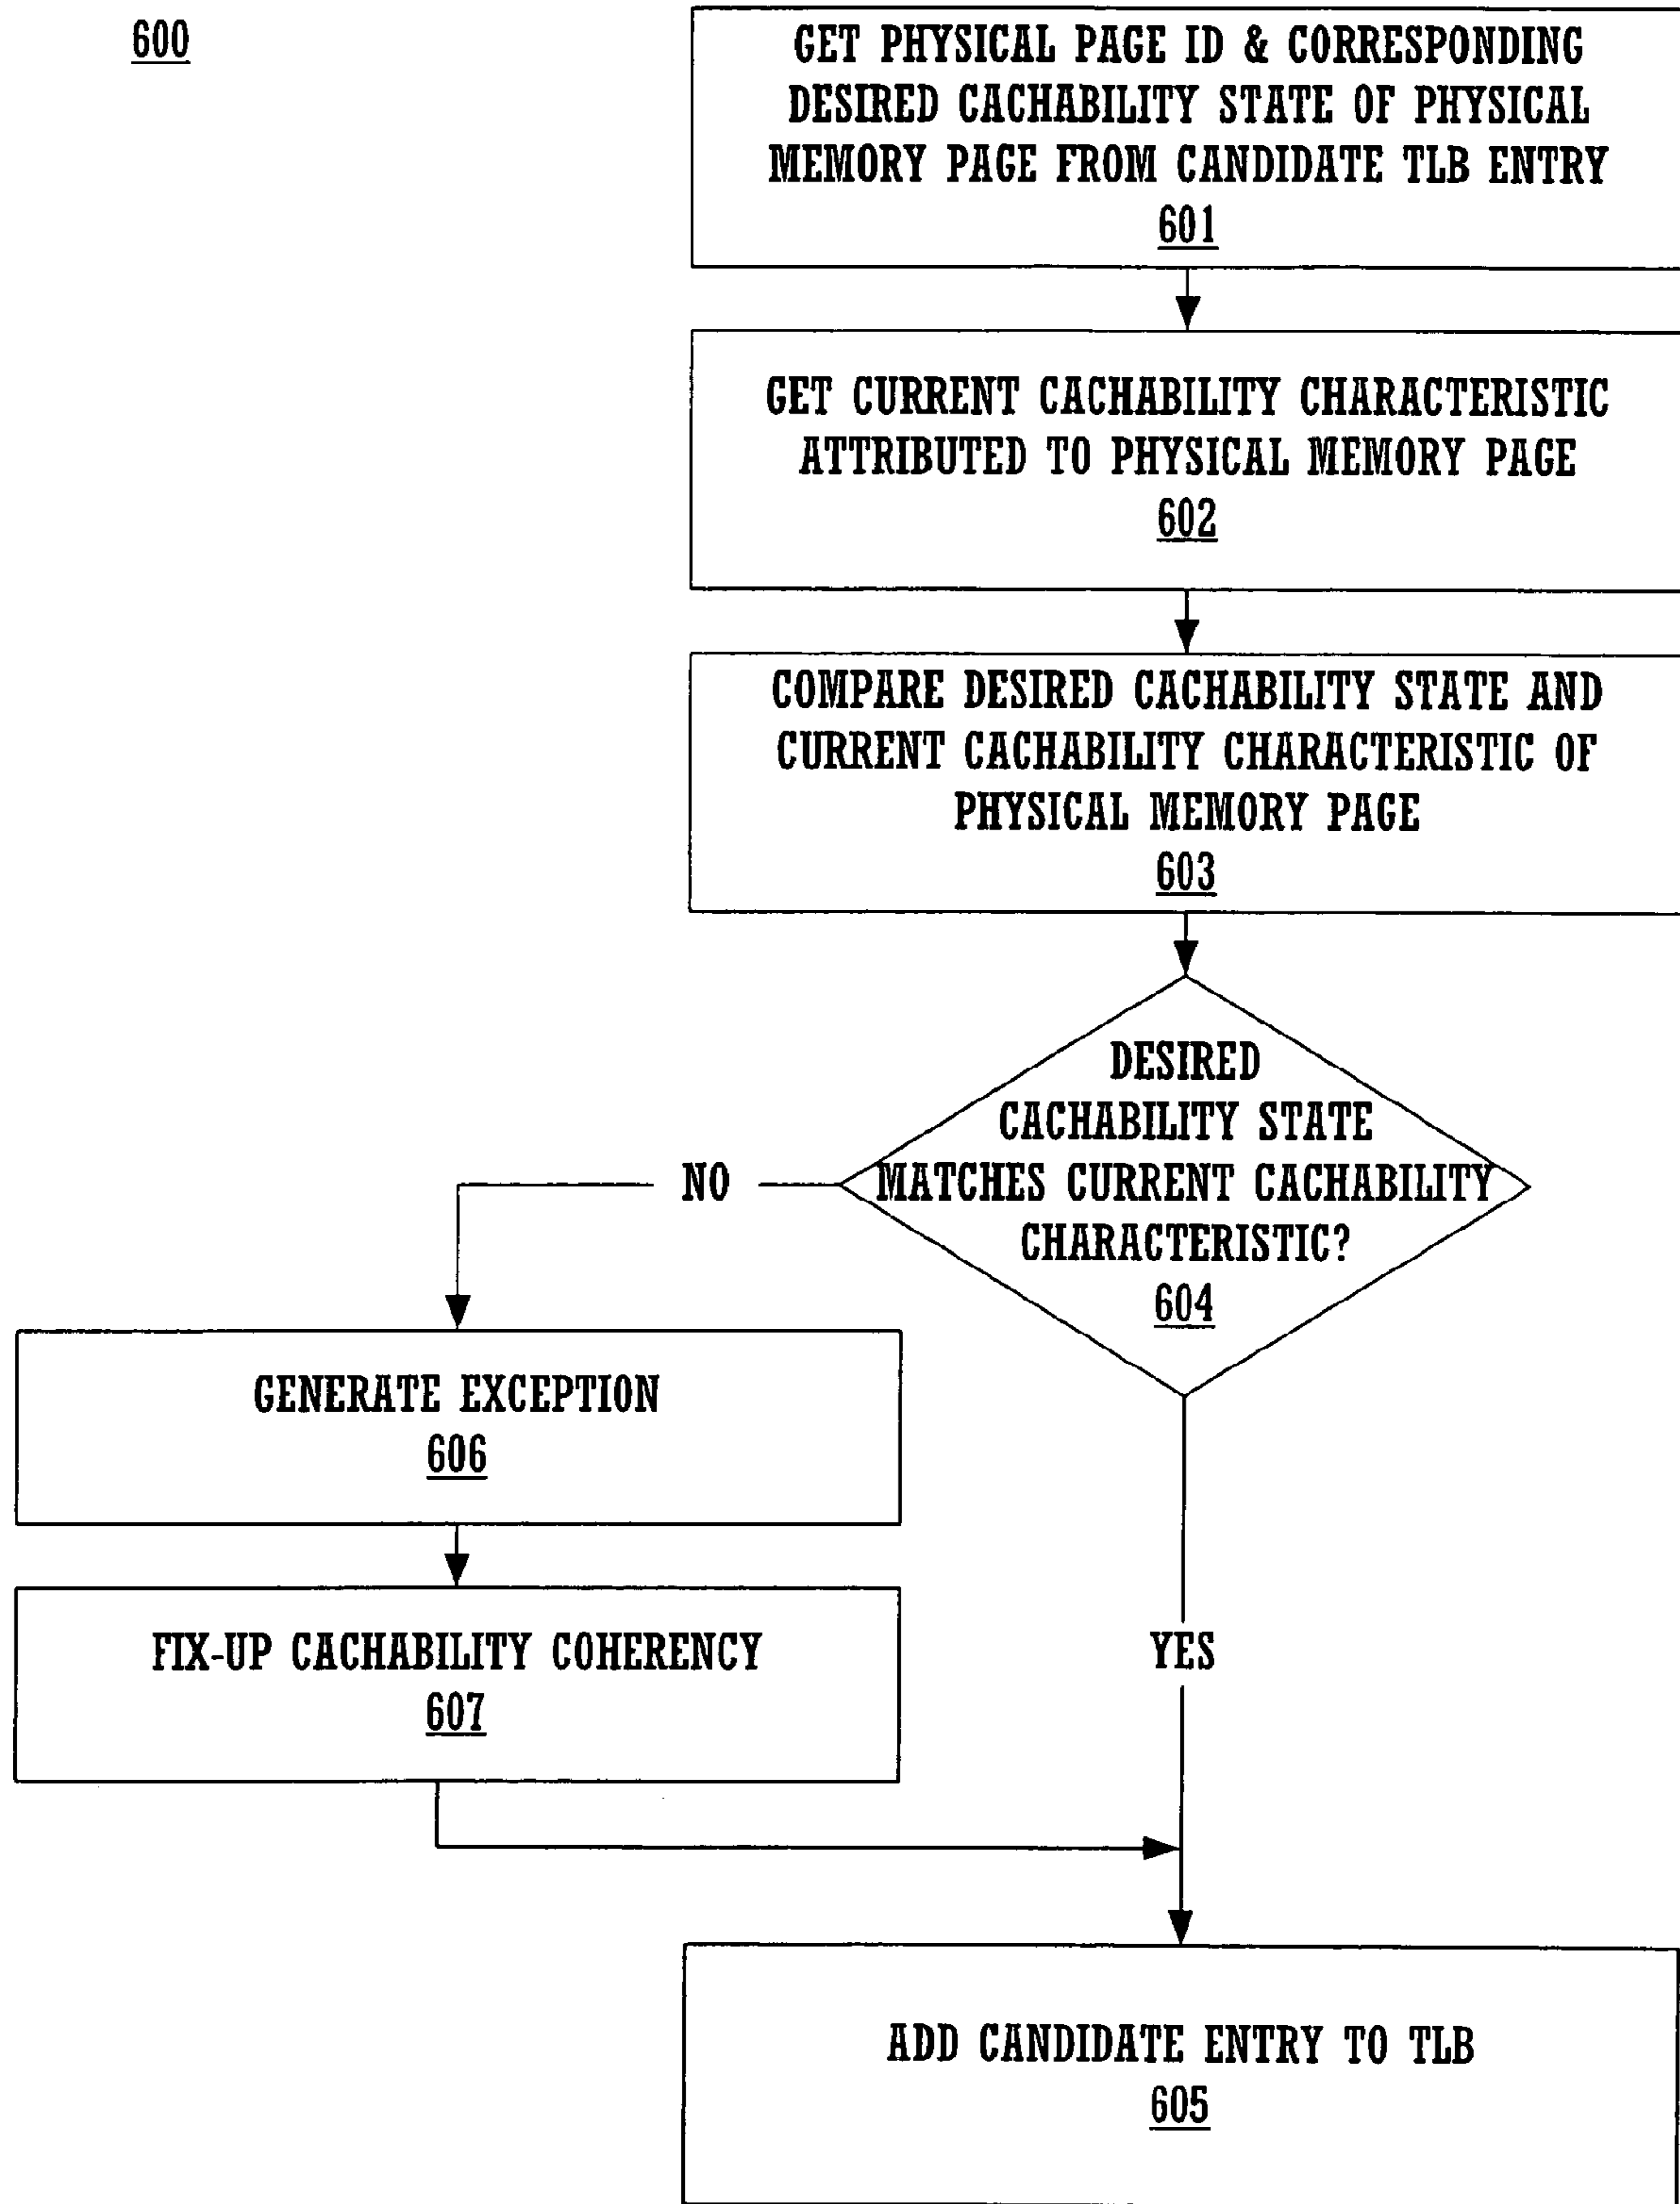 600
GET PHYSICAL PAGE ID & CORRESPONDING
DESIRED CACHABILITY STATE OF PHYSICAL
MEMORY PAGE FROM CANDIDATE TLB ENTRY
601
GET CURRENT CACHABILITY CHARACTERISTIC
ATTRIBUTED TO PHYSICAL MEMORY PAGE
602
COMPARE DESIRED CACHABILITY STATE AND
CURRENT CACHABILITY CHARACTERISTIC OF
PHYSICAL MEMORY PAGE
603
DESIRED
CACHABILITY STATE
MATCHES CURRENT CACHABILITY
CHARACTERISTIC?
604
NO
GENERATE EXCEPTION
606
FIX-UP CACHABILITY COHERENCY
607
YES
ADD CANDIDATE ENTRY TO TLB
605